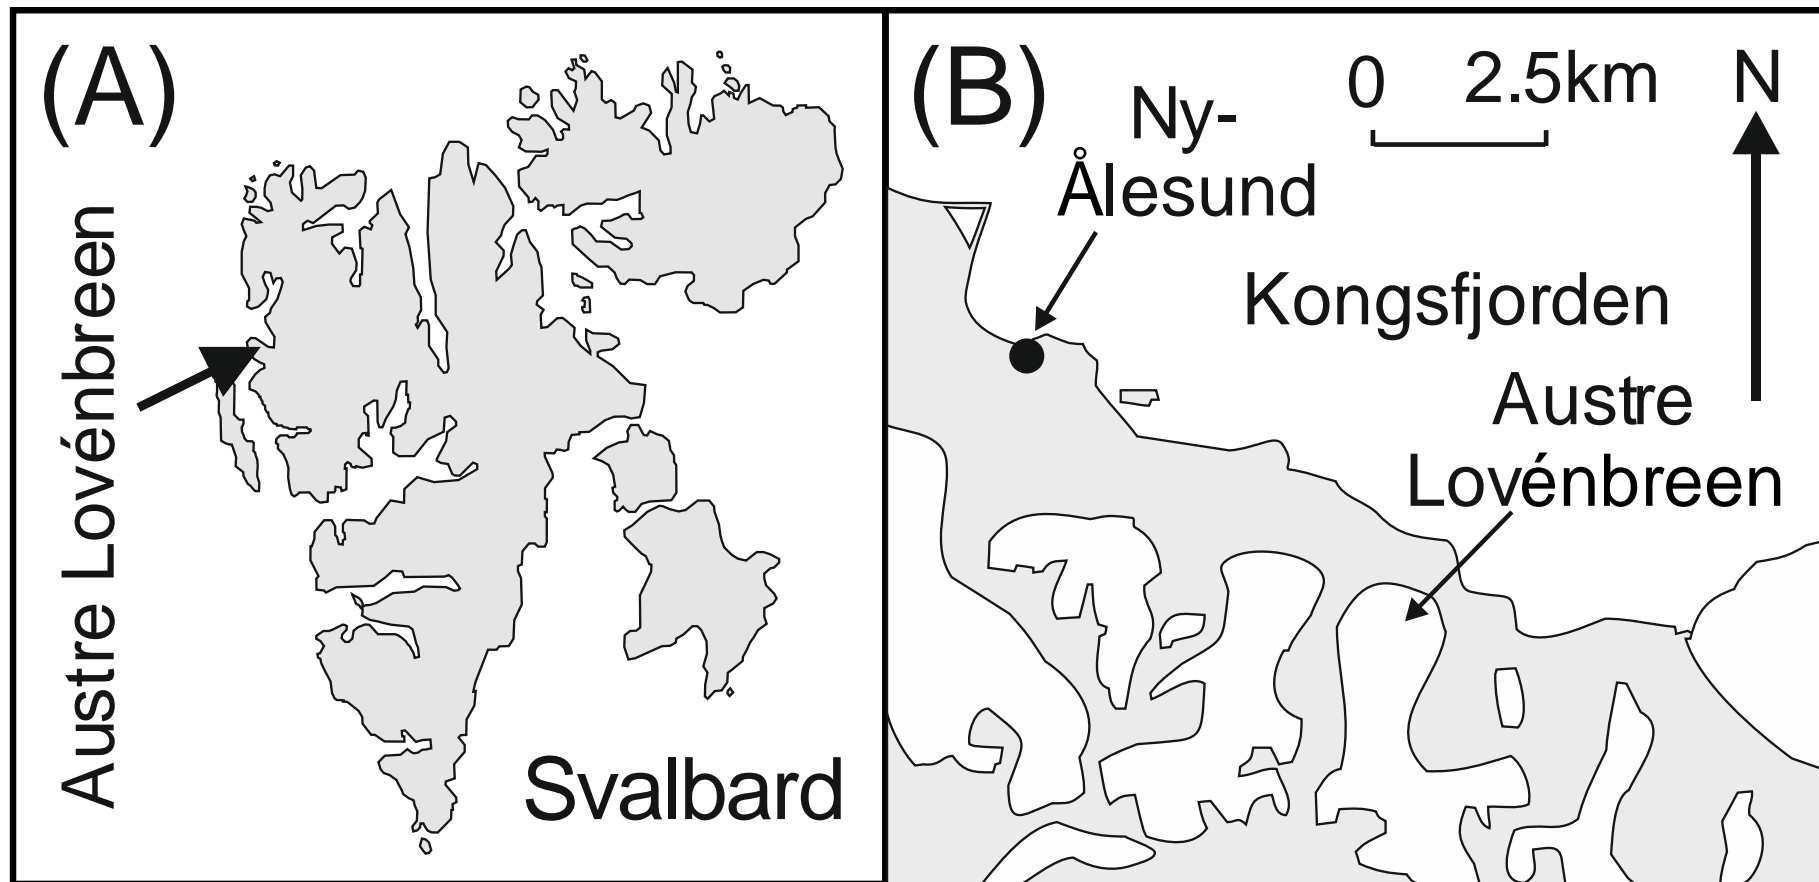 (A)
Austre Lovénbreen
Svalbard
(B)
0 2.5km
N
Ny-
Ålesund
Kongsfjorden
Austre
Lovénbreen